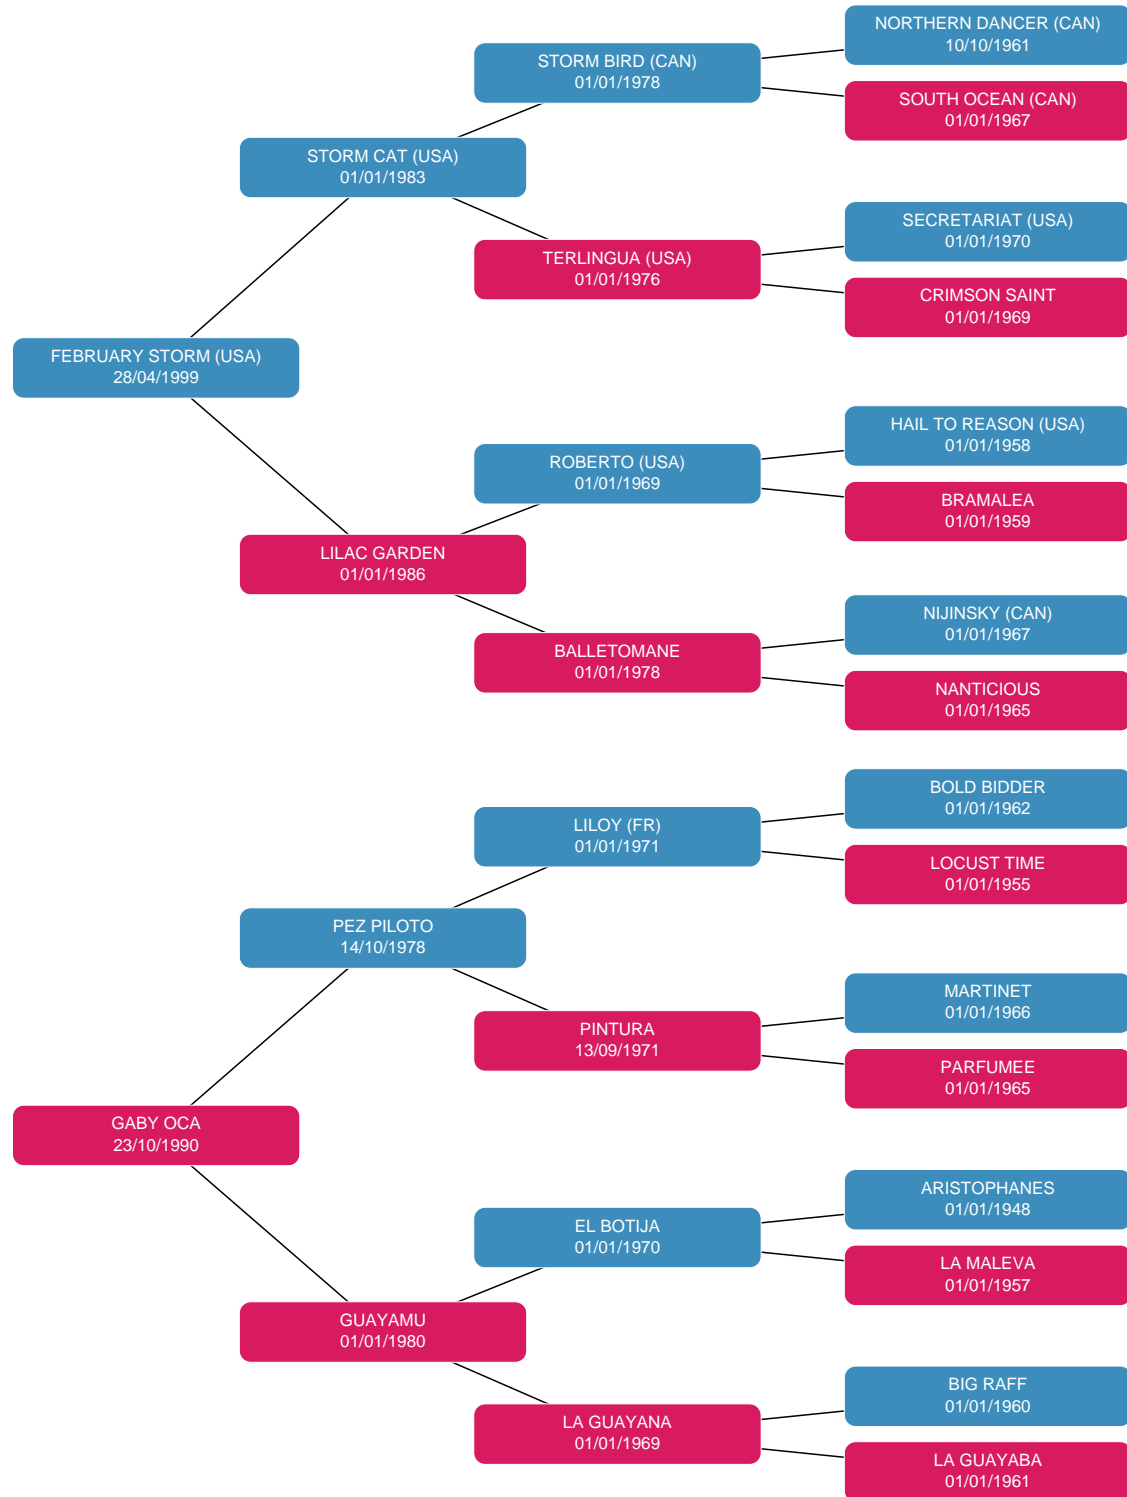 NORTHERN DANCER (CAN)
10/10/1961
STORM BIRD (CAN)
01/01/1978
SOUTH OCEAN (CAN)
01/01/1967
STORM CAT (USA)
01/01/1983
SECRETARIAT (USA)
01/01/1970
TERLINGUA (USA)
01/01/1976
CRIMSON SAINT
01/01/1969
FEBRUARY STORM (USA)
28/04/1999
HAIL TO REASON (USA)
01/01/1958
ROBERTO (USA)
01/01/1969
BRAMALEA
01/01/1959
LILAC GARDEN
01/01/1986
NIJINSKY (CAN)
01/01/1967
BALLETOMANE
01/01/1978
NANTICIOUS
01/01/1965
BOLD BIDDER
01/01/1962
LILOY (FR)
01/01/1971
LOCUST TIME
01/01/1955
PEZ PILOTO
14/10/1978
MARTINET
01/01/1966
PINTURA
13/09/1971
PARFUMEE
01/01/1965
GABY OCA
23/10/1990
ARISTOPHANES
01/01/1948
EL BOTIJA
01/01/1970
LA MALEVA
01/01/1957
GUAYAMU
01/01/1980
BIG RAFF
01/01/1960
LA GUAYANA
01/01/1969
LA GUAYABA
01/01/1961